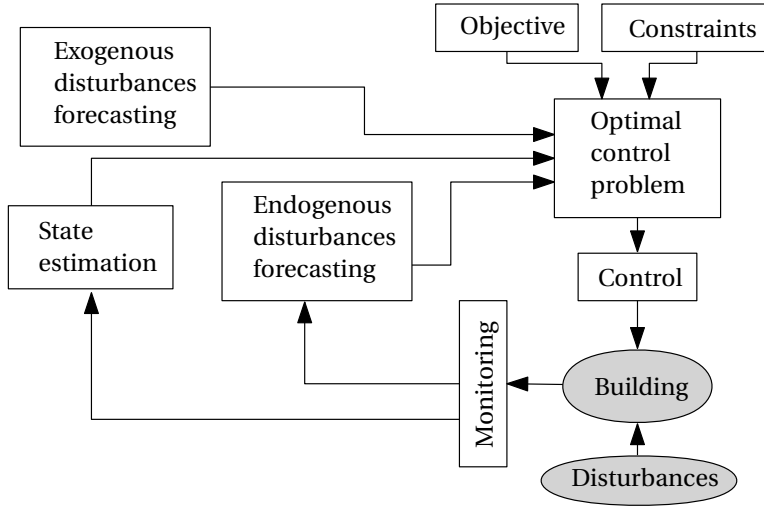 Objective
Constraints
Exogenous
disturbances
forecasting
Optimal
control
problem
State
estimation
Endogenous
disturbances
forecasting
Control
Monitoring
Building
Disturbances